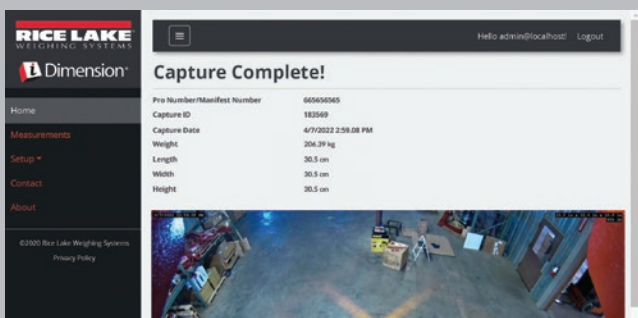 RICE LAKE
WEIGHING SYSTEMS
iDimension
Home
Measurements
Setup
Contact
About
©2020 Rice Lake Weighing Systems
Privacy Policy
Hello admin@localhost! Logout
Capture Complete!
Pro Number/Manifest Number 665656565
Capture ID 183569
Capture Date 4/7/2022 2:59.08 PM
Weight 206.39 kg
Length 30.5 cm
Width 30.5 cm
Height 30.5 cm